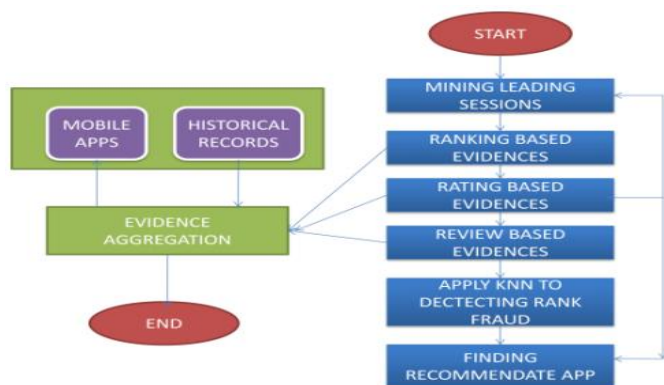 START
MINING LEADING
SESSIONS
MOBILE
APPS
HISTORICAL
RECORDS
RANKING BASED
EVIDENCES
RATING BASED
EVIDENCES
EVIDENCE
AGGREGATION
REVIEW BASED
EVIDENCES
APPLY KNN TO
DECTECTING RANK
FRAUD
END
FINDING
RECOMMENDATE APP